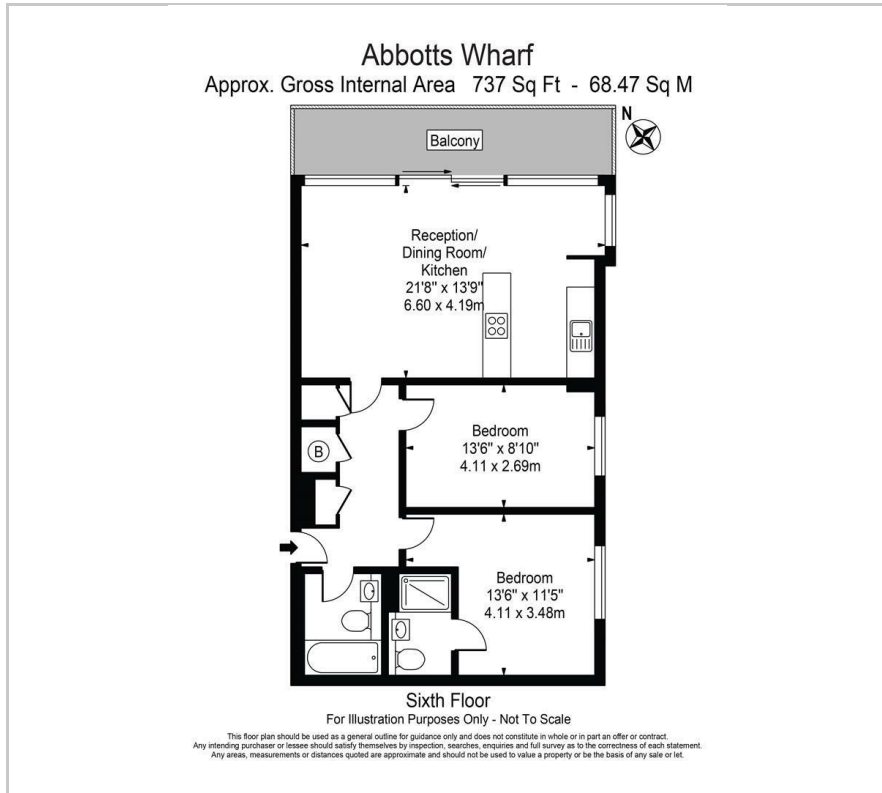 Abbotts Wharf
Approx. Gross Internal Area 737 Sq Ft - 68.47 Sq M
N
Balcony
Reception/
Dining Room/
Kitchen
21'8" x 13'9"
6.60 x 4.19m
Bedroom
13'6" x 8'10"
4.11 x 2.69m
B
Bedroom
13'6" x 11'5"
4.11 x 3.48m
Sixth Floor
For Illustration Purposes Only - Not To Scale
This floor plan should be used as a general outline for guidance only and does not constitute in whole or in part an offer or contract.
Any intending purchaser or lessee should satisfy themselves by inspection, searches, enquiries and full survey as to the correctness of each statement.
Any areas, measurements or distances quoted are approximate and should not be used to value a property or be the basis of any sale or let.